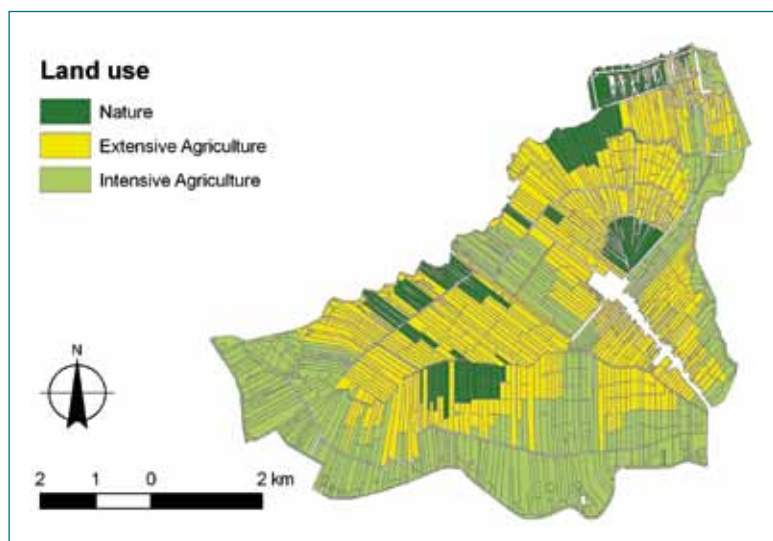 Land use
Nature
Extensive Agriculture
Intensive Agriculture
N
2 1 0 2 km